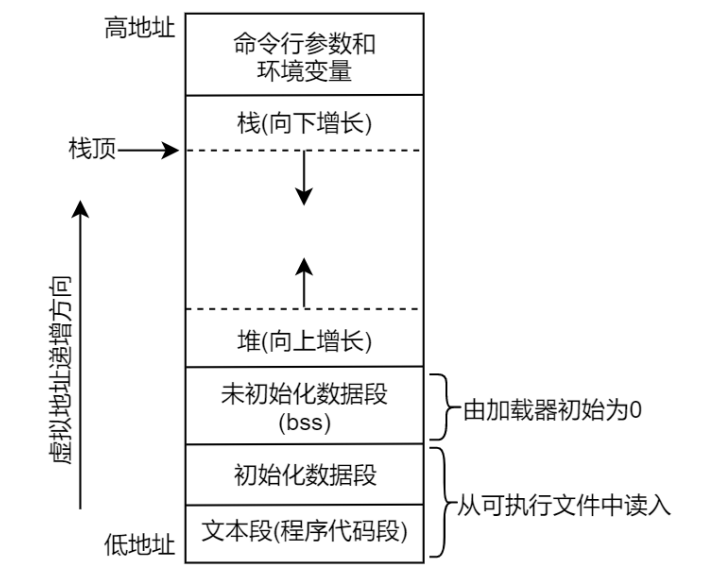 高地址
命令行参数和
环境变量
栈(向下增长)
栈顶
虚拟地址递增方向
堆(向上增长)
未初始化数据段
(bss)
由加载器初始为0
初始化数据段
从可执行文件中读入
文本段(程序代码段)
低地址